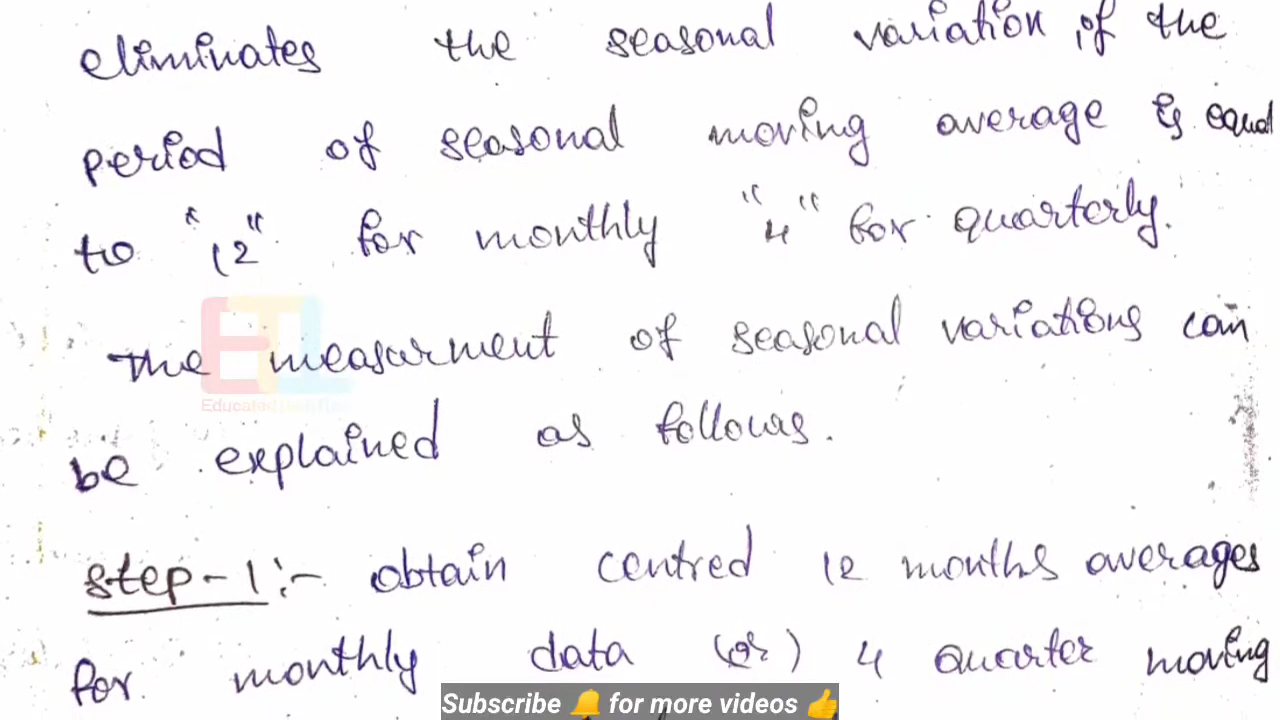 eliminates the seasonal variation if the
period of seasonal moving average is equal
to "12" for monthly "4" for quarterly.
The measurment of seasonal variations can
be explained as follows.
step-1:- obtain centred 12 months averages
for monthly data (or) 4 quarter moving
Subscribe 🔔 for more videos 👍